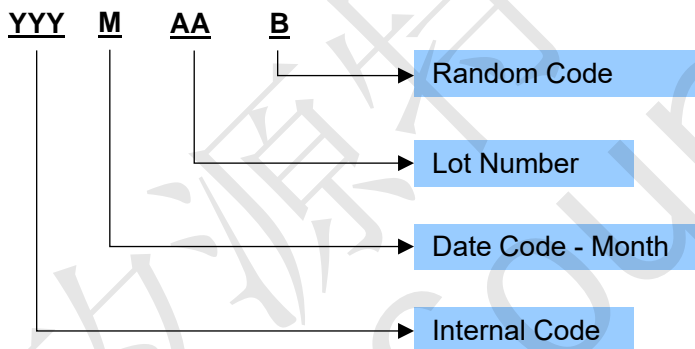 YYY M AA B
Random Code
Lot Number
Date Code - Month
Internal Code